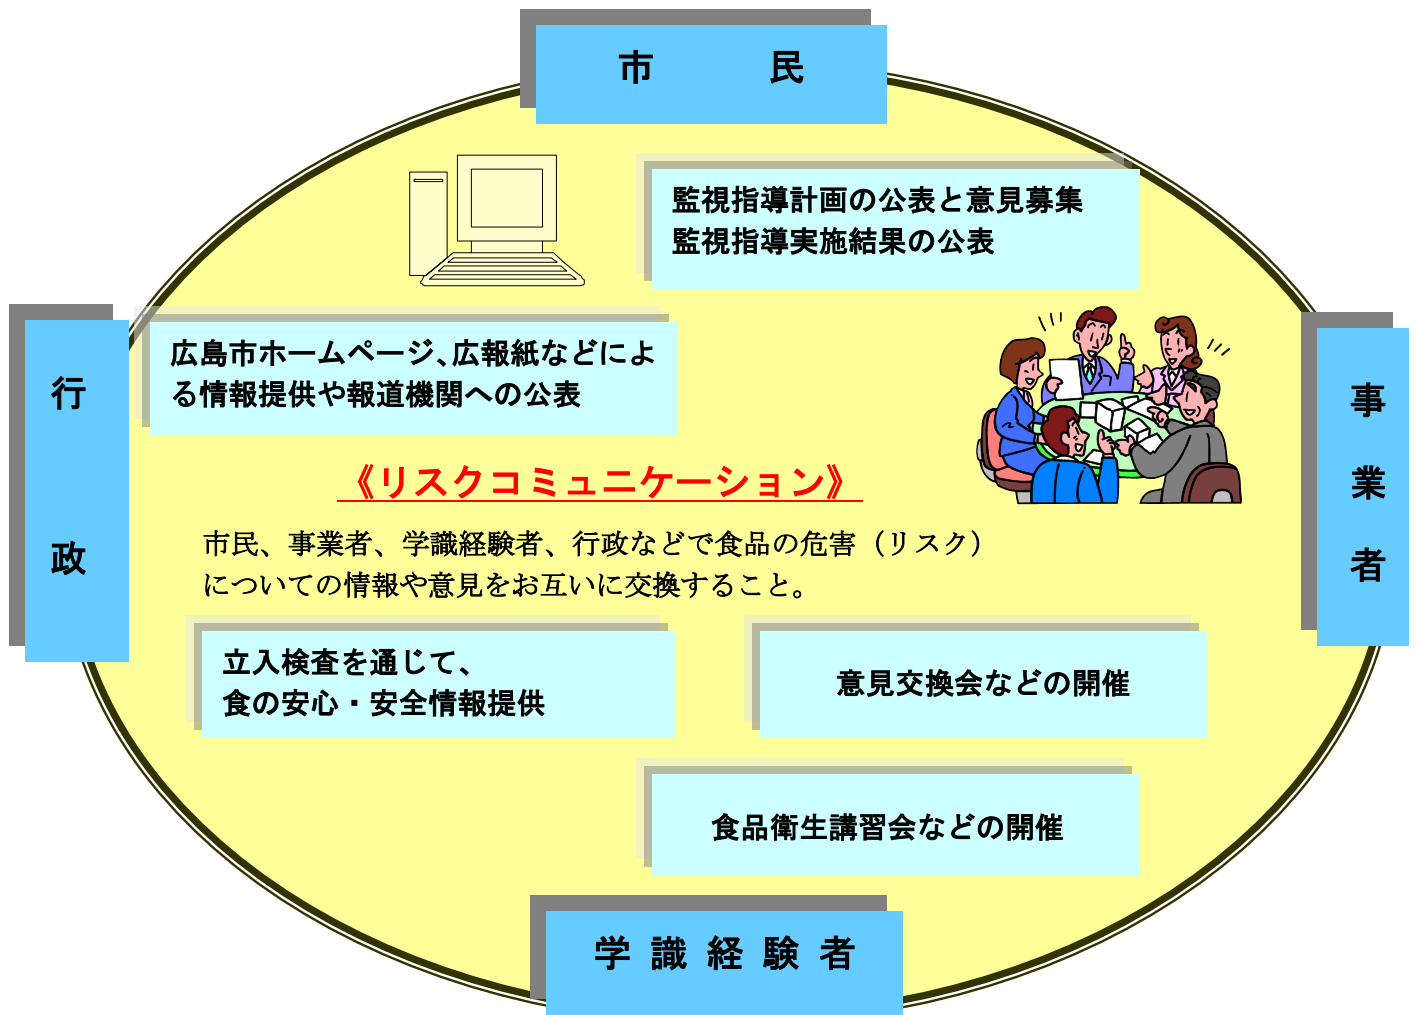 市 民
監視指導計画の公表と意見募集
監視指導実施結果の公表
広島市ホームページ、広報紙などによ
る情報提供や報道機関への公表
行政
事業者
《リスクコミュニケーション》
市民、事業者、学識経験者、行政などで食品の危害（リスク）
についての情報や意見をお互いに交換すること。
立入検査を通じて、
食の安心・安全情報提供
意見交換会などの開催
食品衛生講習会などの開催
学識経験者